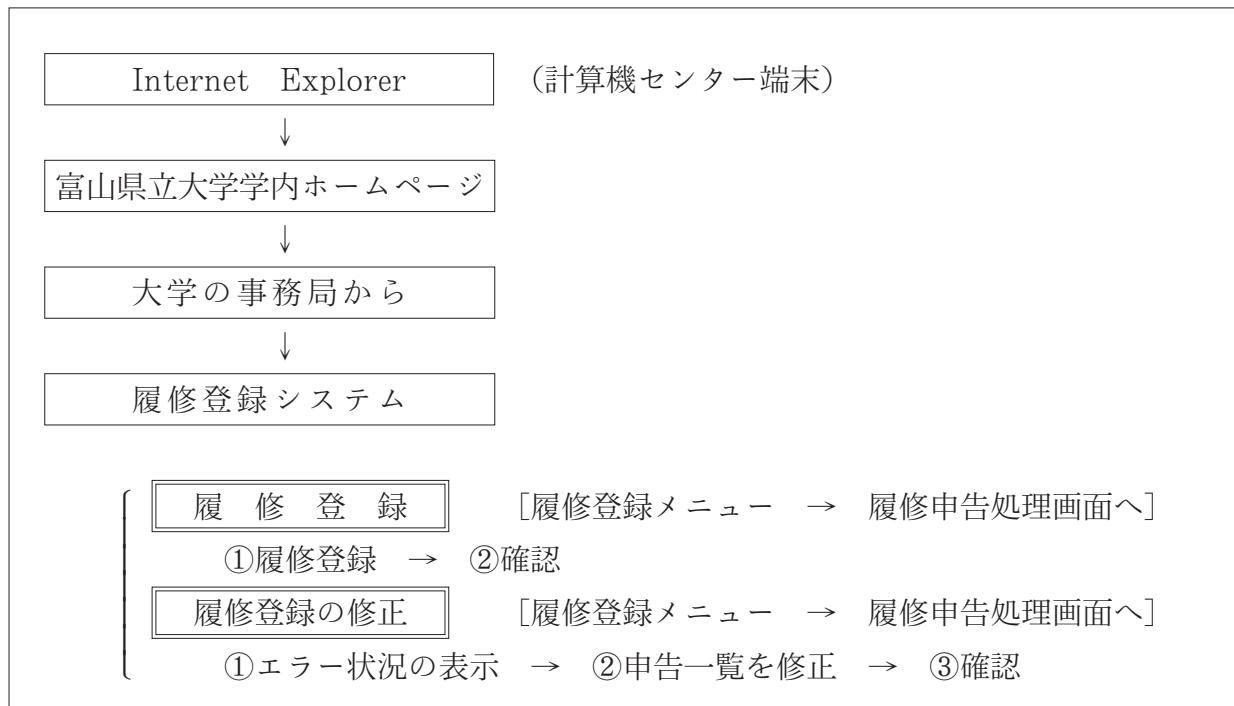 Internet Explorer （計算機センター端末）
↓
富山県立大学学内ホームページ
↓
大学の事務局から
↓
履修登録システム
履修登録 ［履修登録メニュー → 履修申告処理画面へ］
①履修登録 → ②確認
履修登録の修正 ［履修登録メニュー → 履修申告処理画面へ］
①エラー状況の表示 → ②申告一覧を修正 → ③確認